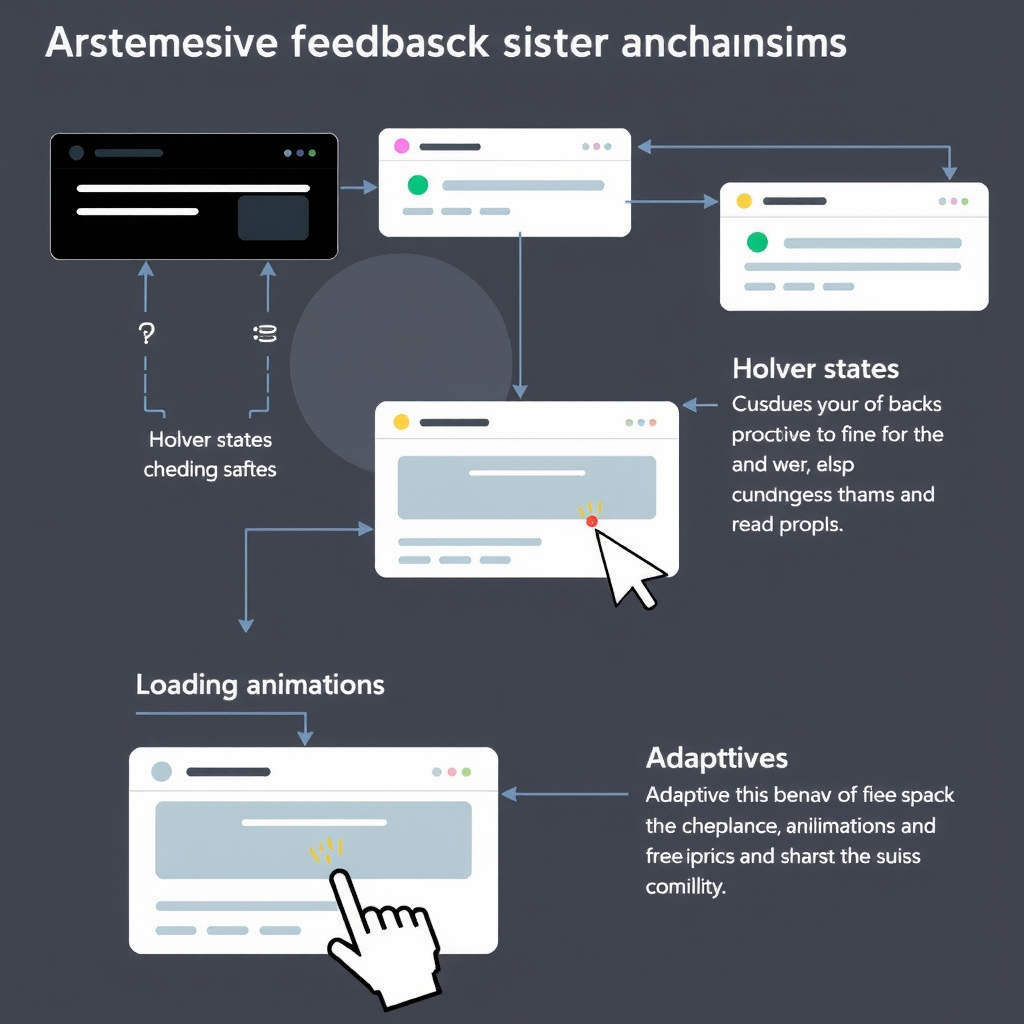 Arstemesive feedbasck sister anchainsims
Holver states
cheding saftes
Holver states
Cusdues your of backs
proctive to fine for the
and wer, elsp
cundngess thams and
read propls.
Loading animations
Adapttives
Adaptive this benav of flee spack
the cheplance, anilimations and
free iprics and sharst the suiss
comillity.